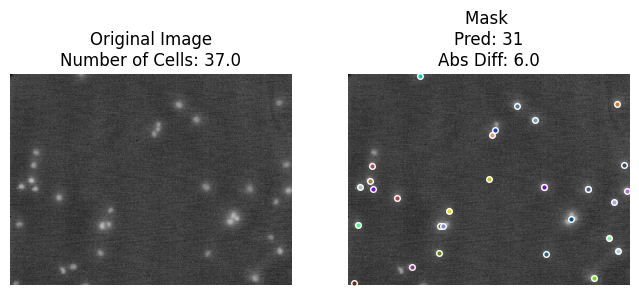 Original Image
Number of Cells: 37.0
Mask
Pred: 31
Abs Diff: 6.0